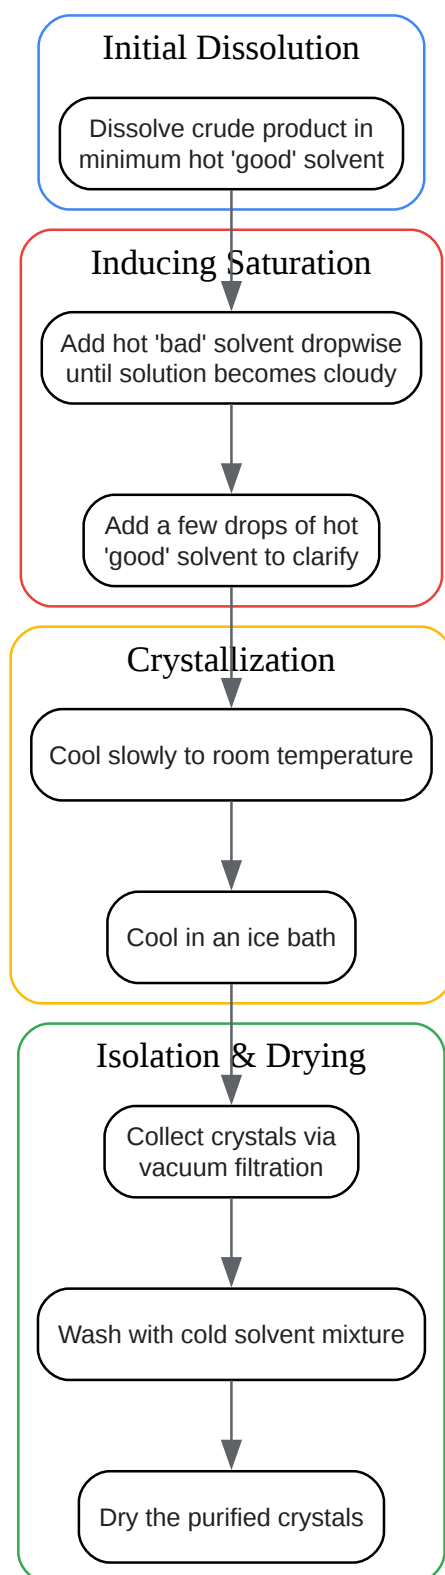 Initial Dissolution
Dissolve crude product in
minimum hot 'good' solvent
Inducing Saturation
Add hot 'bad' solvent dropwise
until solution becomes cloudy
Add a few drops of hot
'good' solvent to clarify
Crystallization
Cool slowly to room temperature
Cool in an ice bath
Isolation & Drying
Collect crystals via
vacuum filtration
Wash with cold solvent mixture
Dry the purified crystals